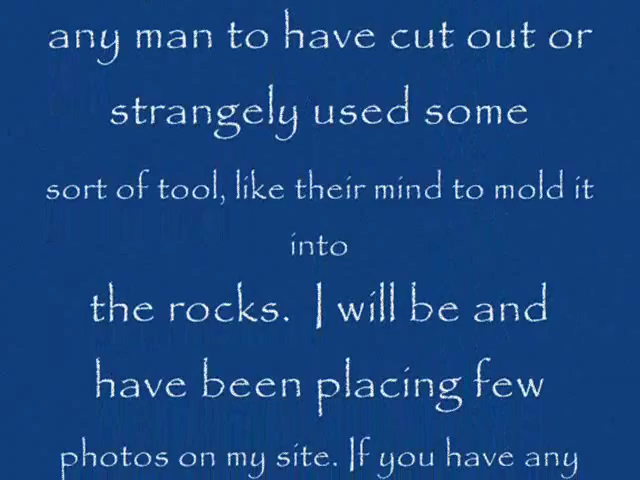 any man to have cut out or
strangely used some
sort of tool, like their mind to mold it
into
the rocks. I will be and
have been placing few
photos on my site. If you have any